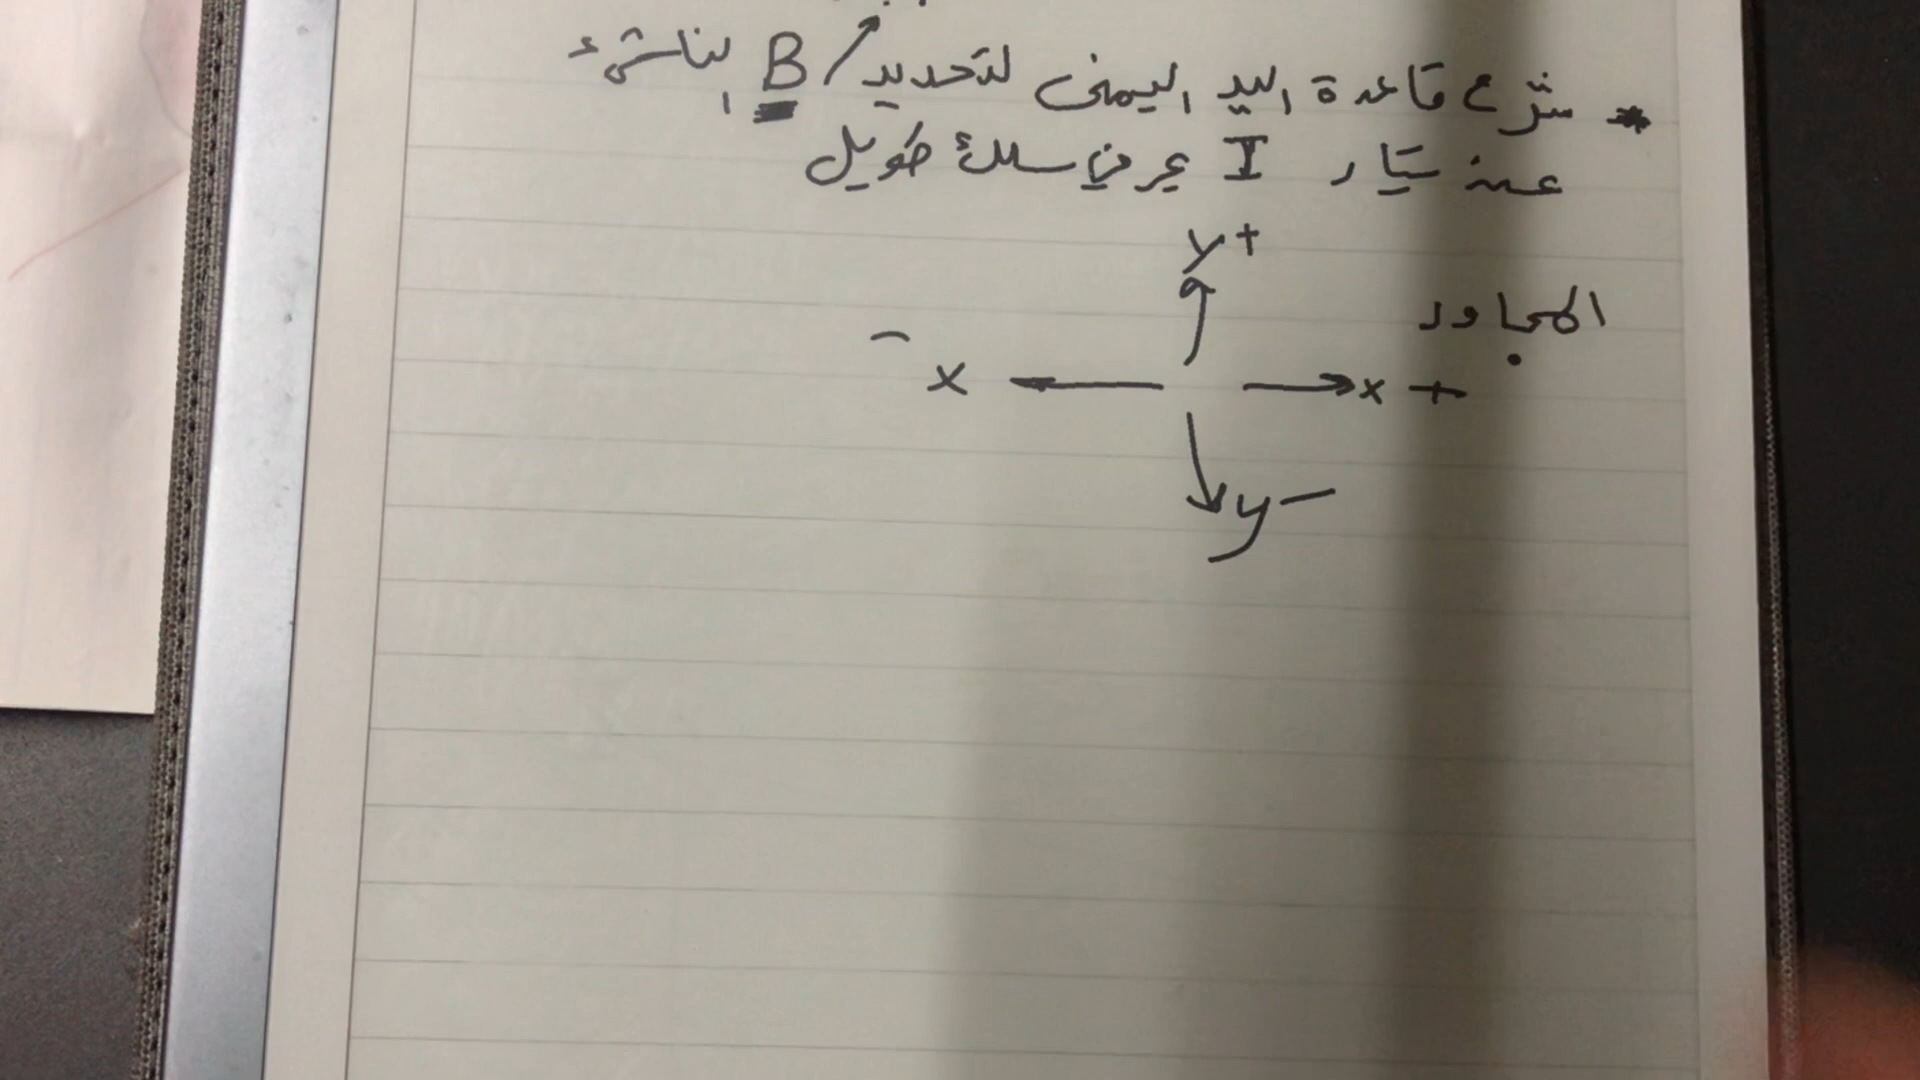 * شرح قاعدة اليد اليمنى لتحديد B الناشئ
عن تيار I يمر في سلك طويل
y+
المحاور
-
x x +
y -